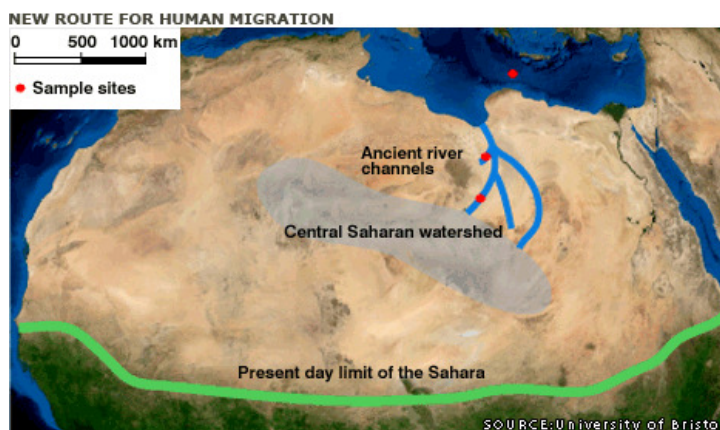 NEW ROUTE FOR HUMAN MIGRATION
0 500 1000 km
Sample sites
Ancient river
channels
Central Saharan watershed
Present day limit of the Sahara
SOURCE:University of Bristo